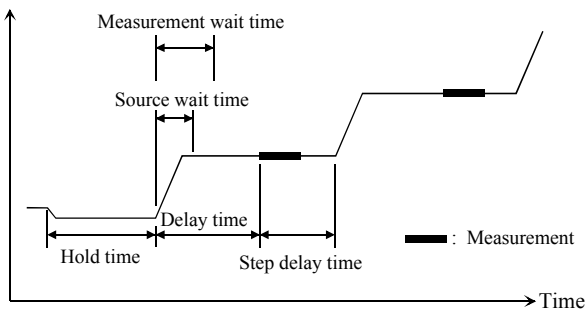 Measurement wait time
Source wait time
Delay time
Hold time
Step delay time
: Measurement
Time